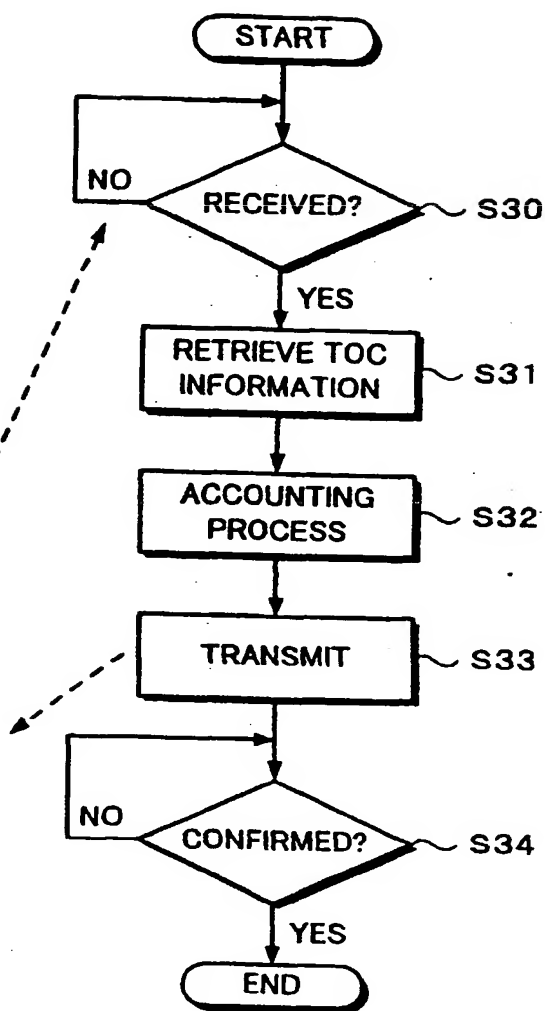 START
NO
RECEIVED?
S30
YES
RETRIEVE TOC
INFORMATION
S31
ACCOUNTING
PROCESS
S32
TRANSMIT
S33
NO
CONFIRMED?
S34
YES
END